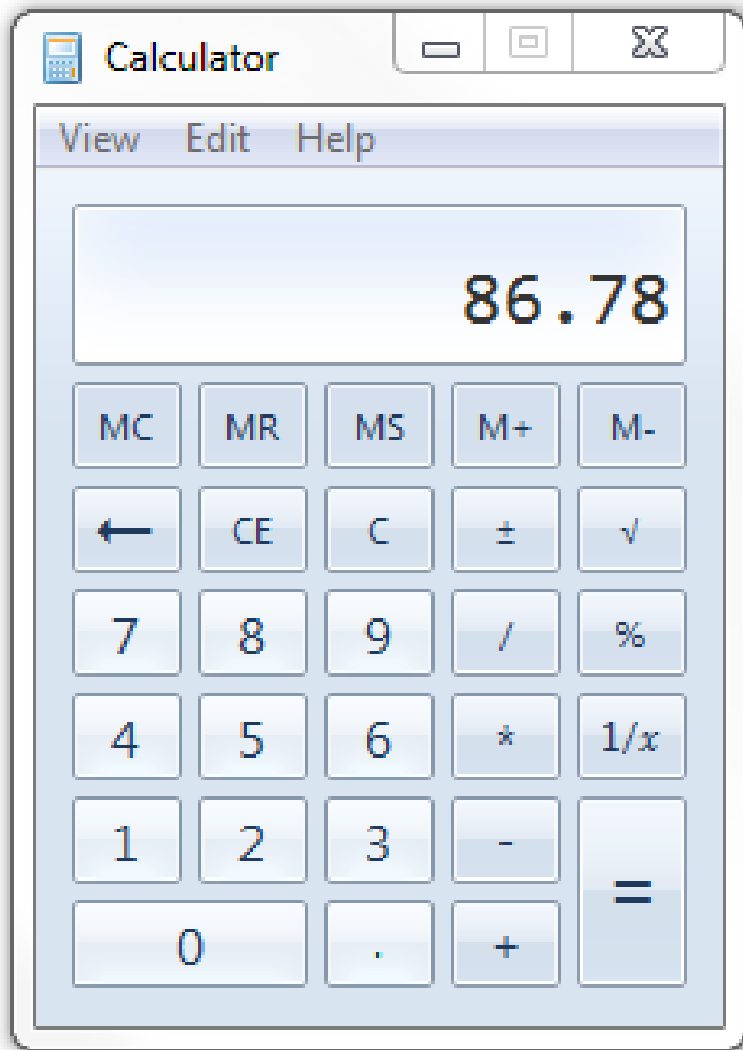 Calculator
View Edit Help
86.78
MC MR MS M+ M-
← CE C ± √
7 8 9 / %
4 5 6 * 1/x
1 2 3 - =
0 . +